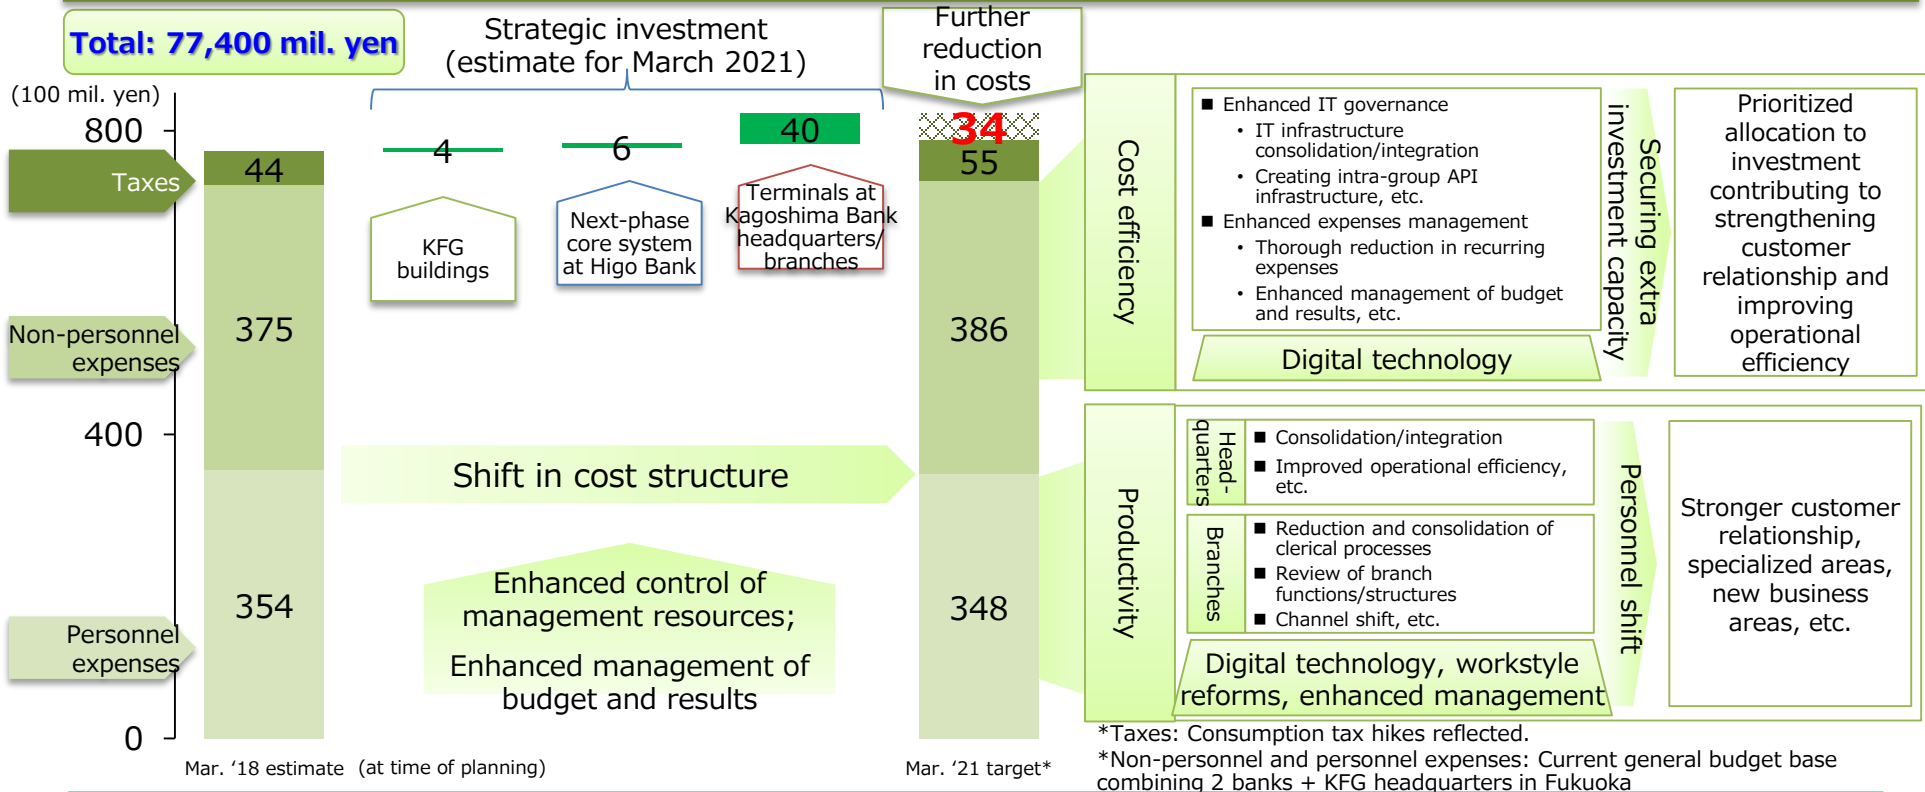 Total: 77,400 mil. yen
Strategic investment
(estimate for March 2021)
Further
reduction
in costs
(100 mil. yen)
800
400
0
Taxes
Non-personnel
expenses
Personnel
expenses
44
375
354
4
6
40
KFG
buildings
Next-phase
core system
at Higo Bank
Terminals at
Kagoshima Bank
headquarters/
branches
34
55
386
348
Shift in cost structure
Enhanced control of
management resources;
Enhanced management of
budget and results
Mar. ‘18 estimate (at time of planning)
Mar. ‘21 target*
Cost efficiency
■ Enhanced IT governance
• IT infrastructure
consolidation/integration
• Creating intra-group API
infrastructure, etc.
■ Enhanced expenses management
• Thorough reduction in recurring
expenses
• Enhanced management of budget
and results, etc.
Digital technology
Securing extra
investment capacity
Prioritized
allocation to
investment
contributing to
strengthening
customer
relationship and
improving
operational
efficiency
Productivity
Head-
quarters
■ Consolidation/integration
■ Improved operational efficiency,
etc.
Branches
■ Reduction and consolidation of
clerical processes
■ Review of branch
functions/structures
■ Channel shift, etc.
Digital technology, workstyle
reforms, enhanced management
Personnel shift
Stronger customer
relationship,
specialized areas,
new business
areas, etc.
*Taxes: Consumption tax hikes reflected.
*Non-personnel and personnel expenses: Current general budget base
combining 2 banks + KFG headquarters in Fukuoka